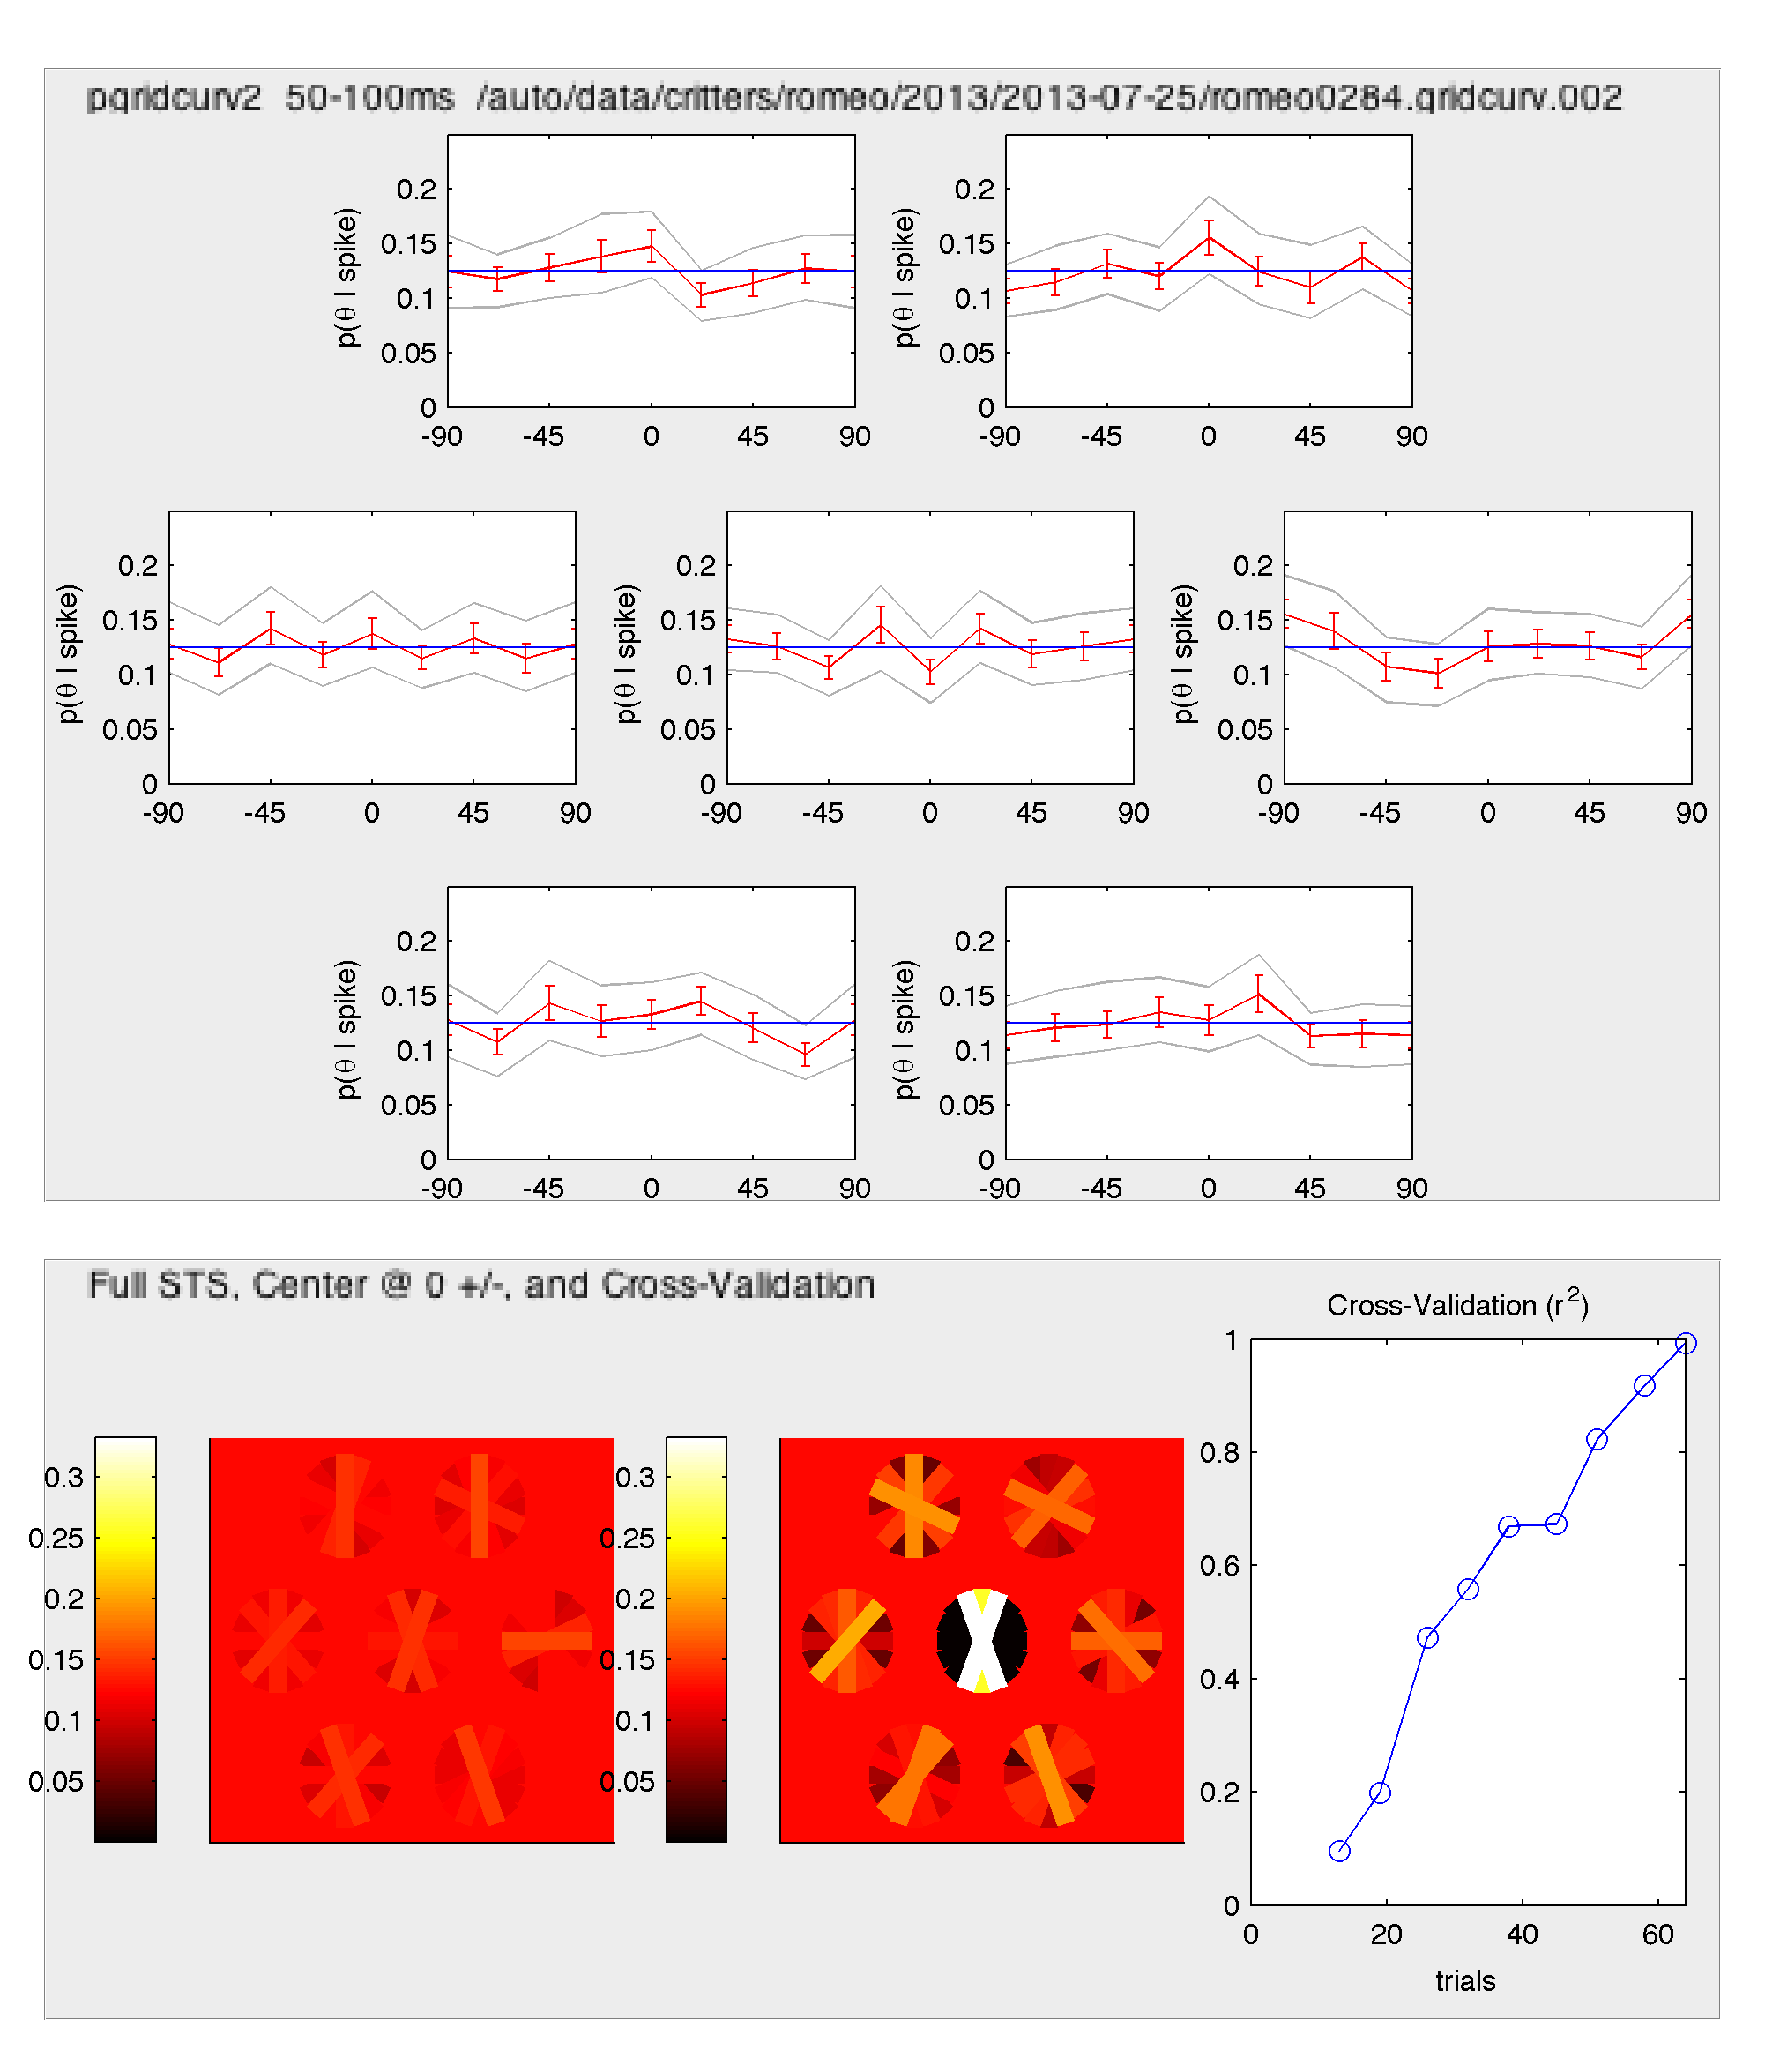 pgridcurv2 50-100ms /auto/data/critters/romeo/2013/2013-07-25/romeo0284.gridcurv.002
p(θ | spike)
0.2
0.15
0.1
0.05
0
-90 -45 0 45 90
p(θ | spike)
0.2
0.15
0.1
0.05
0
-90 -45 0 45 90
p(θ | spike)
0.2
0.15
0.1
0.05
0
-90 -45 0 45 90
p(θ | spike)
0.2
0.15
0.1
0.05
0
-90 -45 0 45 90
p(θ | spike)
0.2
0.15
0.1
0.05
0
-90 -45 0 45 90
p(θ | spike)
0.2
0.15
0.1
0.05
0
-90 -45 0 45 90
p(θ | spike)
0.2
0.15
0.1
0.05
0
-90 -45 0 45 90
Full STS, Center @ 0 +/-, and Cross-Validation
0.3
0.25
0.2
0.15
0.1
0.05
0.3
0.25
0.2
0.15
0.1
0.05
Cross-Validation (r²)
1
0.8
0.6
0.4
0.2
0
0 20 40 60
trials